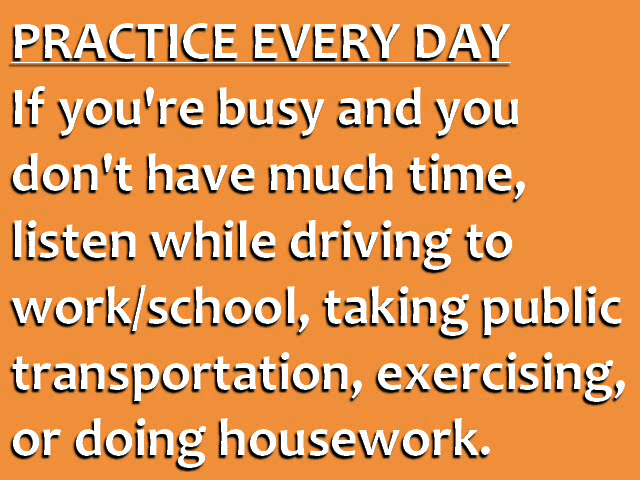 PRACTICE EVERY DAY
If you're busy and you
don't have much time,
listen while driving to
work/school, taking public
transportation, exercising,
or doing housework.